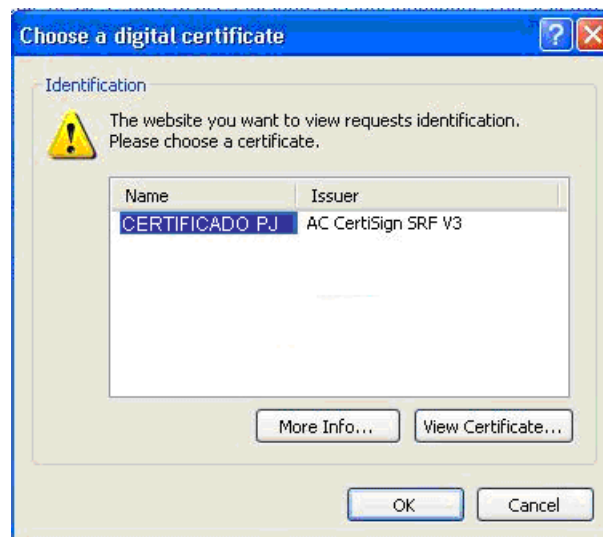 Choose a digital certificate
Identification
The website you want to view requests identification.
Please choose a certificate.
Name Issuer
CERTIFICADO PJ AC CertiSign SRF V3
More Info... View Certificate...
OK Cancel